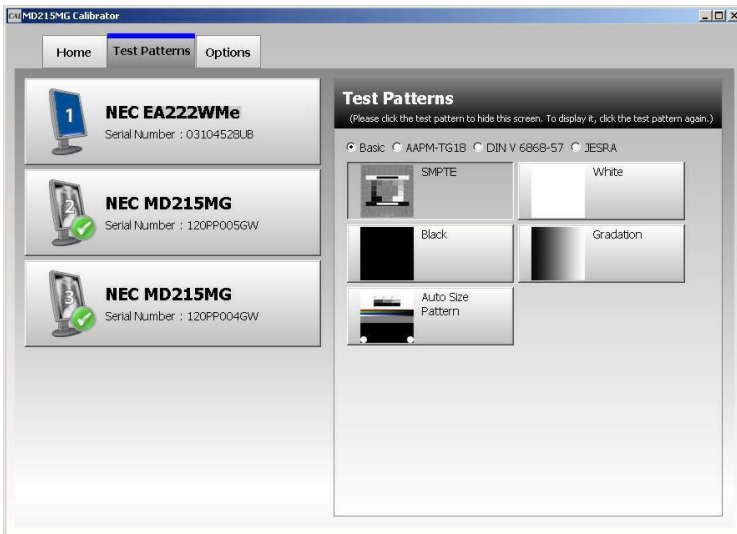 CAL MD215MG Calibrator
Home Test Patterns Options
1
NEC EA222WMe
Serial Number : 03104528UB
2
NEC MD215MG
Serial Number : 120PP005GW
3
NEC MD215MG
Serial Number : 120PP004GW
Test Patterns
(Please click the test pattern to hide this screen. To display it, click the test pattern again.)
Basic AAPM-TG18 DIN V 6868-57 JESRA
SMPTE
White
Black
Gradation
Auto Size
Pattern